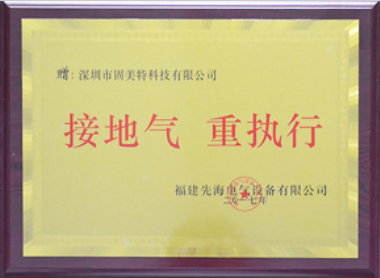 赠：深圳市固美特科技有限公司
接地气 重执行
福建先海电气设备有限公司
二零一七年